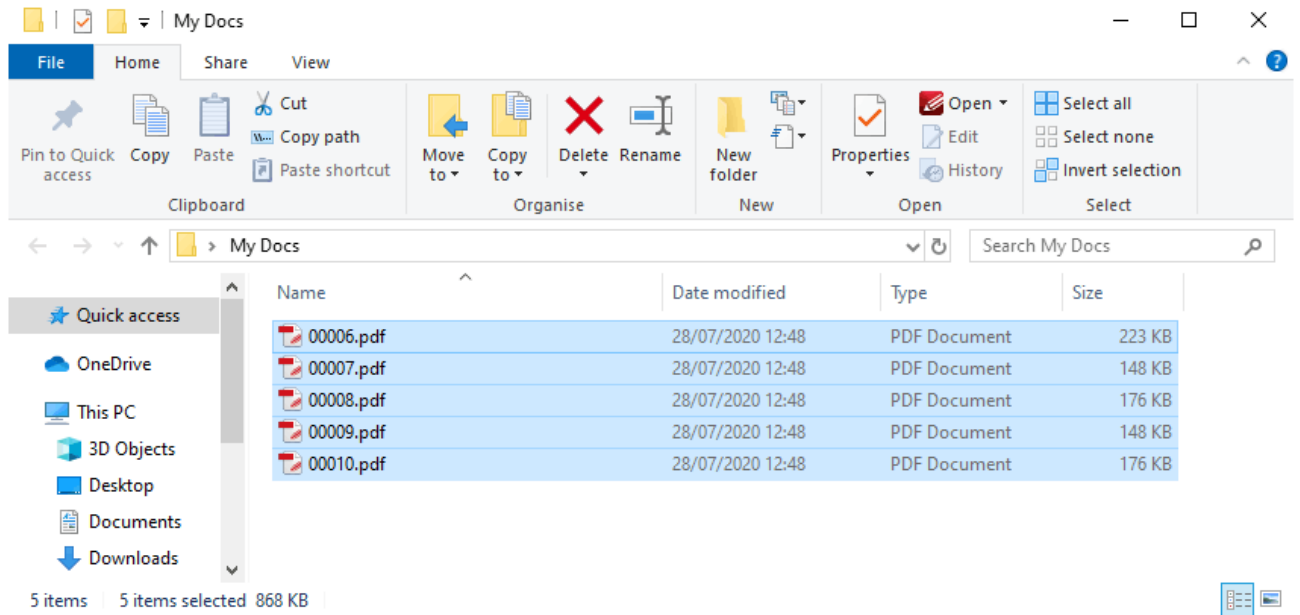 My Docs
File Home Share View
Pin to Quick access Copy Paste Cut Copy path Paste shortcut Move to Copy to Delete Rename New folder Properties Open Edit History Select all Select none Invert selection
Clipboard Organise New Open Select
My Docs Search My Docs
Name Date modified Type Size
Quick access
OneDrive
This PC
3D Objects
Desktop
Documents
Downloads
00006.pdf 28/07/2020 12:48 PDF Document 223 KB
00007.pdf 28/07/2020 12:48 PDF Document 148 KB
00008.pdf 28/07/2020 12:48 PDF Document 176 KB
00009.pdf 28/07/2020 12:48 PDF Document 148 KB
00010.pdf 28/07/2020 12:48 PDF Document 176 KB
5 items 5 items selected 868 KB